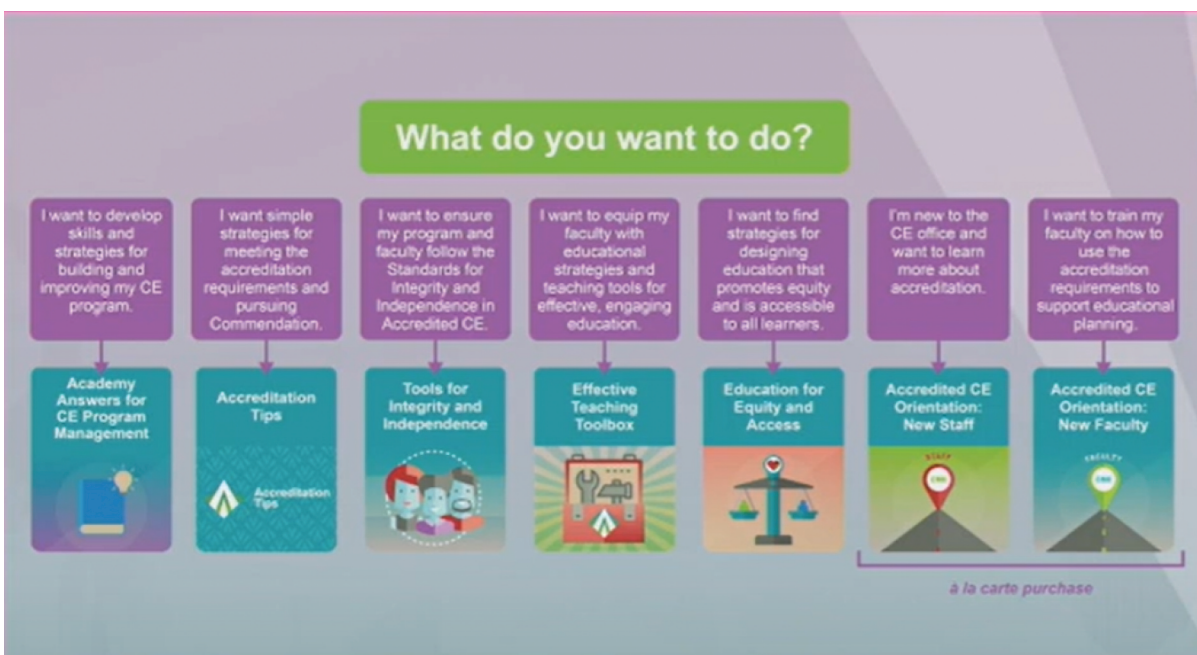 What do you want to do?
I want to develop
skills and
strategies for
building and
improving my CE
program.
I want simple
strategies for
meeting the
accreditation
requirements and
pursuing
Commendation.
I want to ensure
my program and
faculty follow the
Standards for
Integrity and
Independence in
Accredited CE.
I want to equip my
faculty with
educational
strategies and
teaching tools for
effective, engaging
education.
I want to find
strategies for
designing
education that
promotes equity
and is accessible
to all learners.
I'm new to the
CE office and
want to learn
more about
accreditation.
I want to train my
faculty on how to
use the
accreditation
requirements to
support educational
planning.
Academy
Answers for
CE Program
Management
Accreditation
Tips
Accreditation
Tips
Tools for
Integrity and
Independence
Effective
Teaching
Toolbox
Education for
Equity and
Access
Accredited CE
Orientation:
New Staff
STAFF
Accredited CE
Orientation:
New Faculty
FACULTY
à la carte purchase